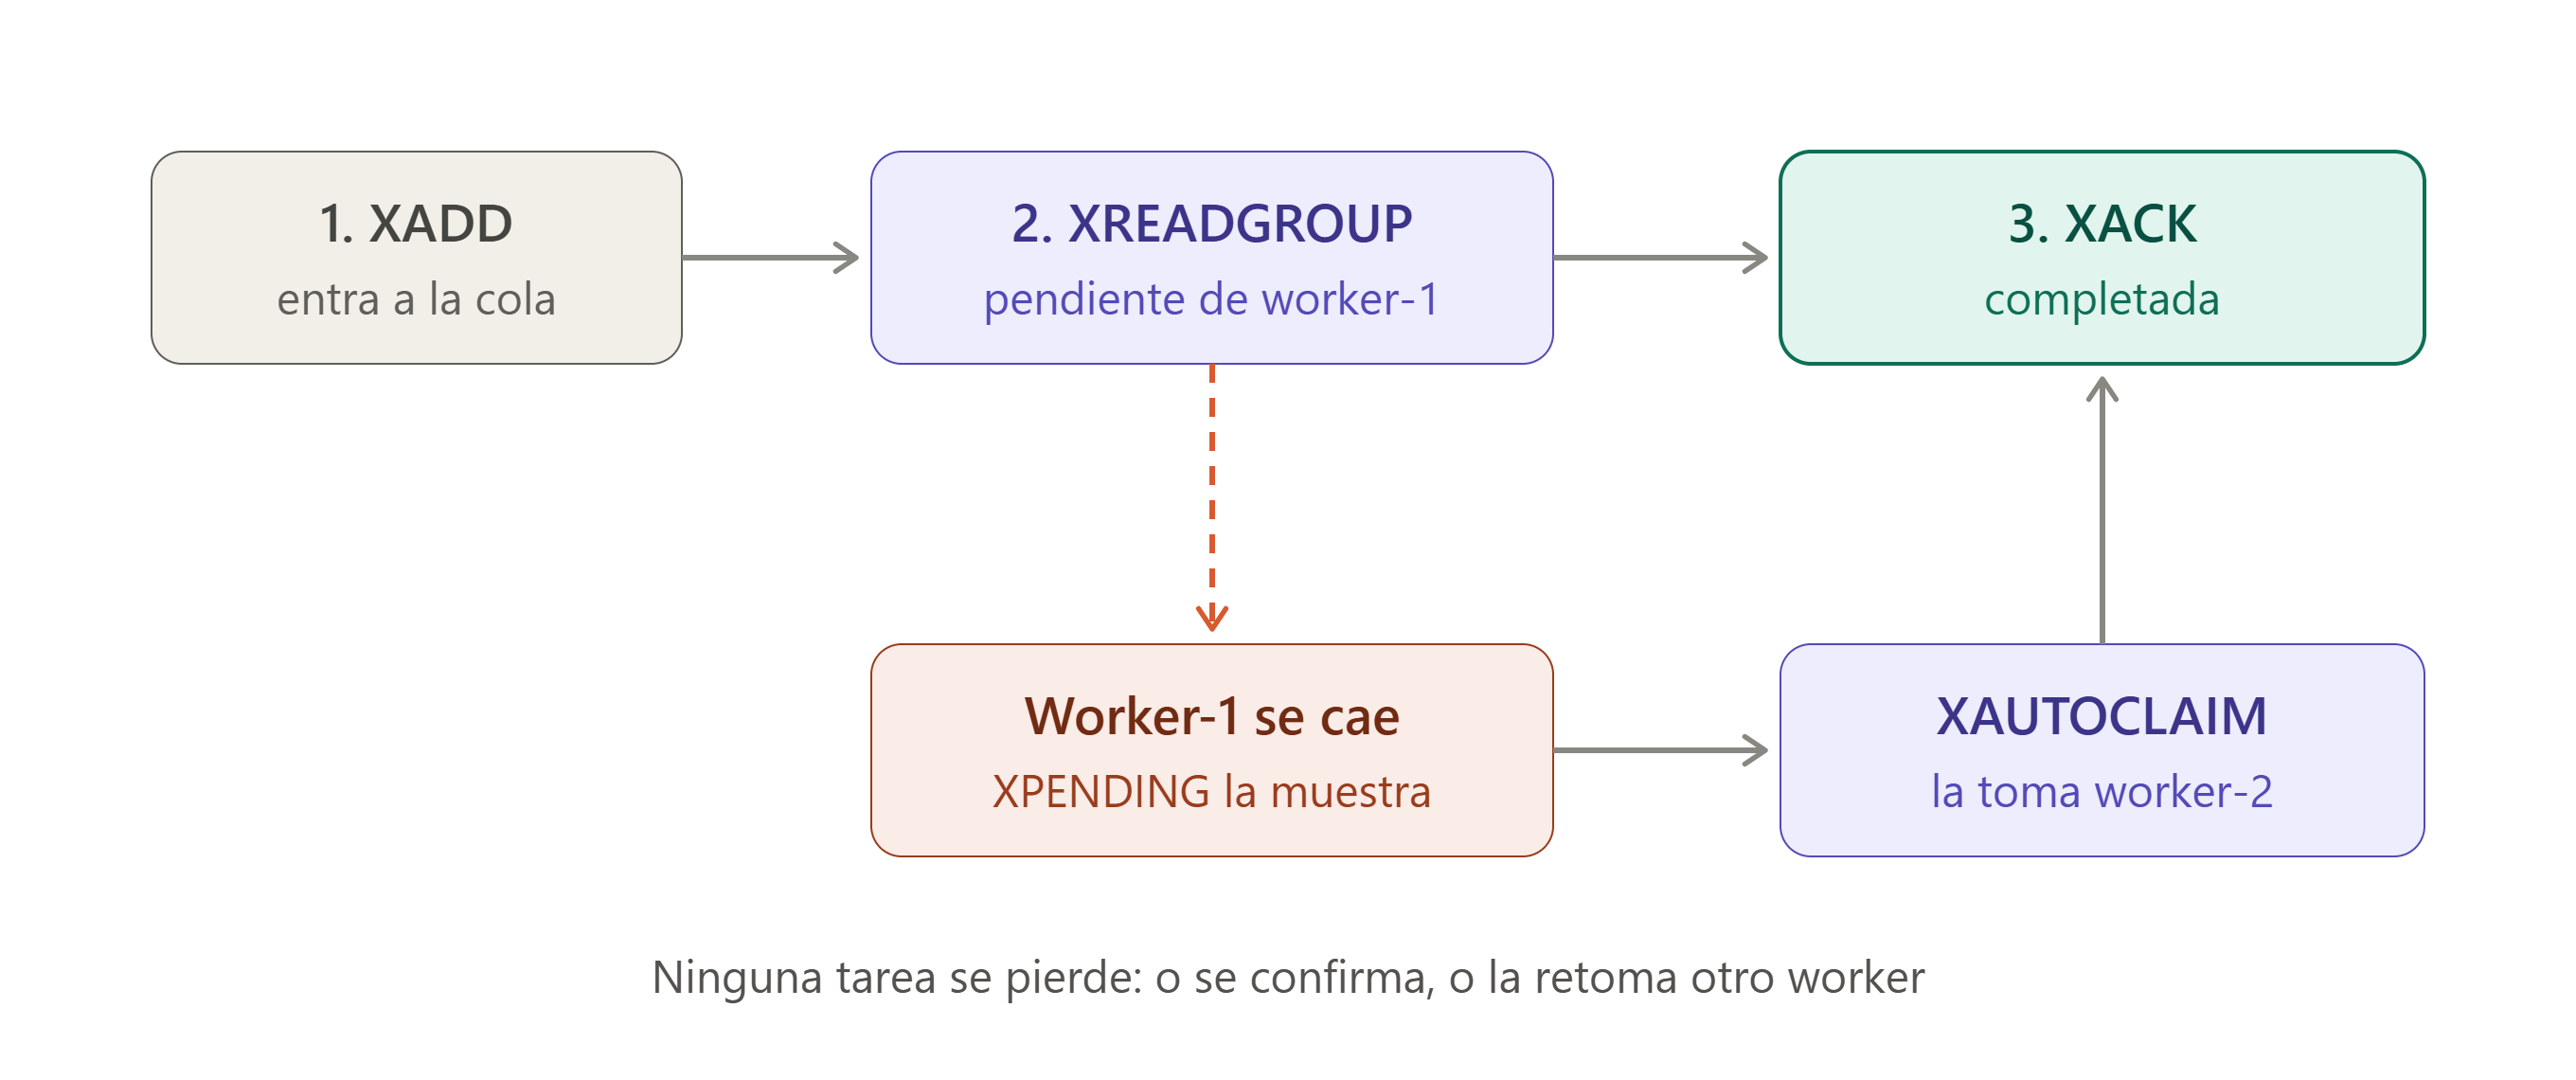 1. XADD
entra a la cola
2. XREADGROUP
pendiente de worker-1
3. XACK
completada
Worker-1 se cae
XPENDING la muestra
XAUTOCLAIM
la toma worker-2
Ninguna tarea se pierde: o se confirma, o la retoma otro worker